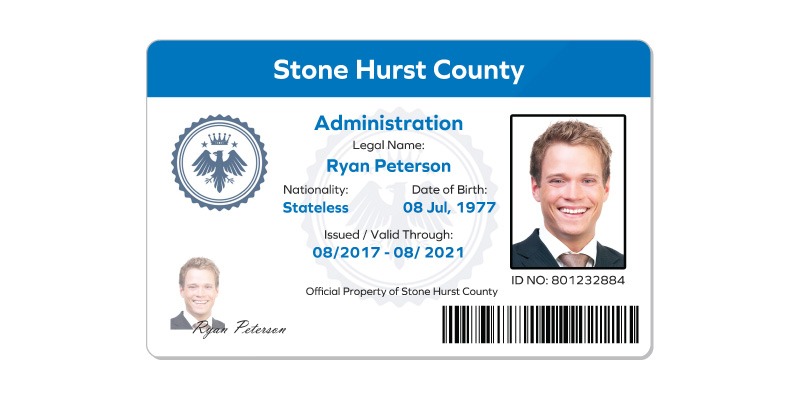 Stone Hurst County
Administration
Legal Name:
Ryan Peterson
Nationality:
Date of Birth:
Stateless
08 Jul, 1977
Issued / Valid Through:
08/2017 - 08/ 2021
Official Property of Stone Hurst County
ID NO: 801232884
Ryan Peterson